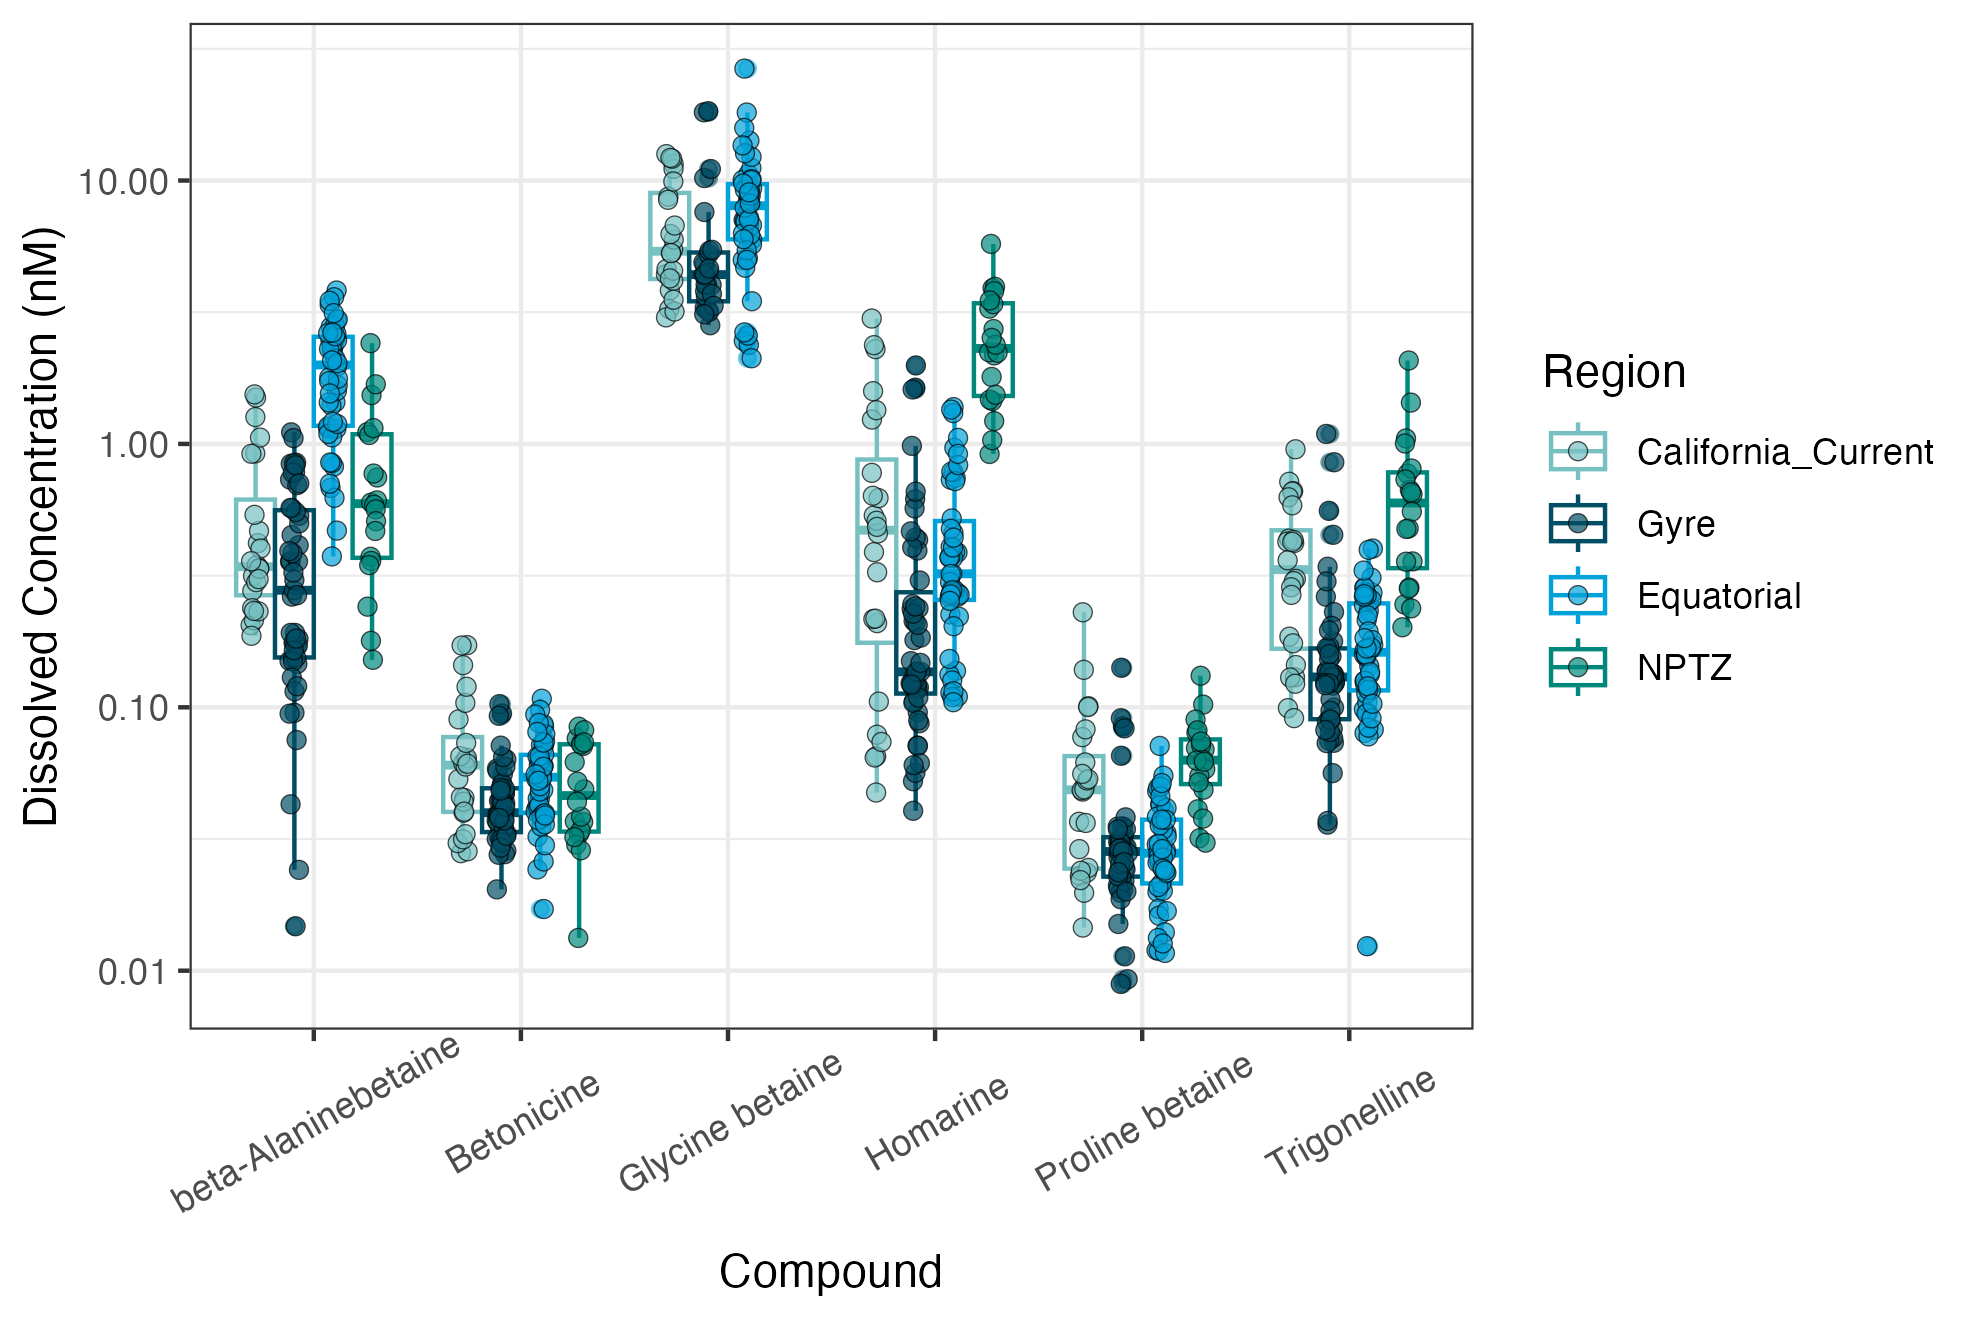 Dissolved Concentration (nM)
10.00
1.00
0.10
0.01
beta-Alaninebetaine
Betonicine
Glycine betaine
Homarine
Proline betaine
Trigonelline
Compound
Region
California_Current
Gyre
Equatorial
NPTZ